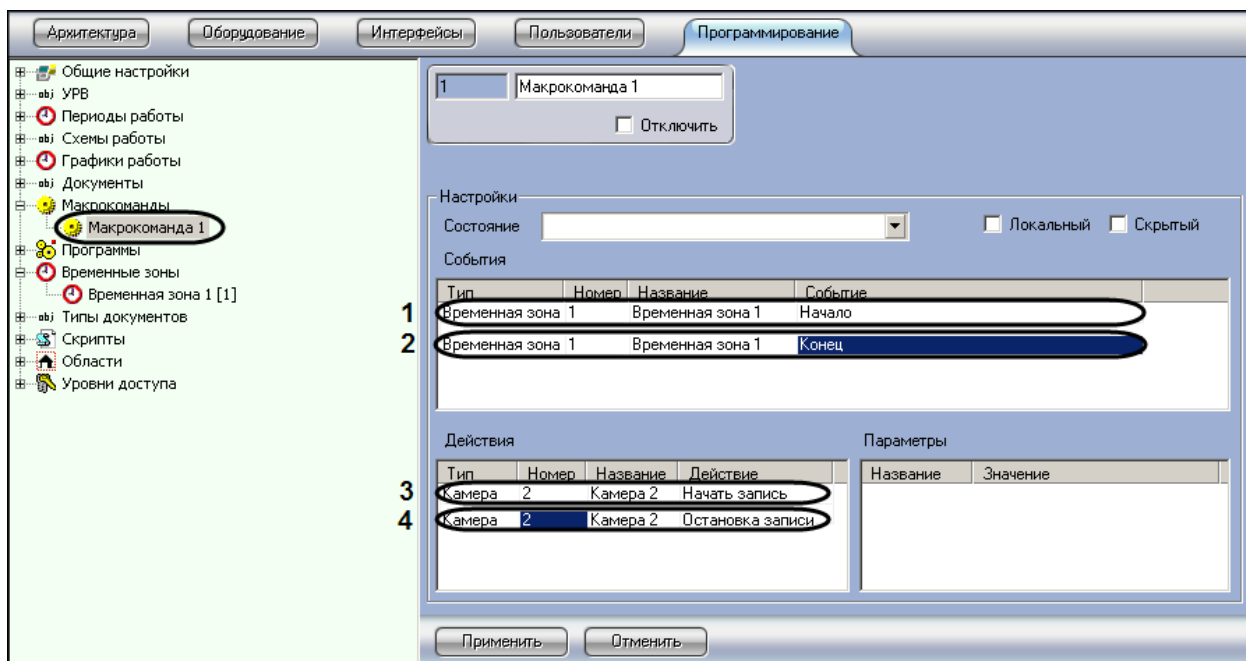 Архитектура Оборудование Интерфейсы Пользователи Программирование
Общие настройки
obj УРВ
Периоды работы
obj Схемы работы
Графики работы
obj Документы
Макрокоманды
Макрокоманда 1
Программы
Временные зоны
Временная зона 1 [1]
obj Типы документов
Скрипты
Области
Уровни доступа
1 Макрокоманда 1
Отключить
Настройки
Состояние Локальный Скрытый
События
Тип Номер Название Событие
1 Временная зона 1 Временная зона 1 Начало
2 Временная зона 1 Временная зона 1 Конец
Действия
Тип Номер Название Действие
3 Камера 2 Камера 2 Начать запись
4 Камера 2 Камера 2 Остановка записи
Параметры
Название Значение
Применить Отменить